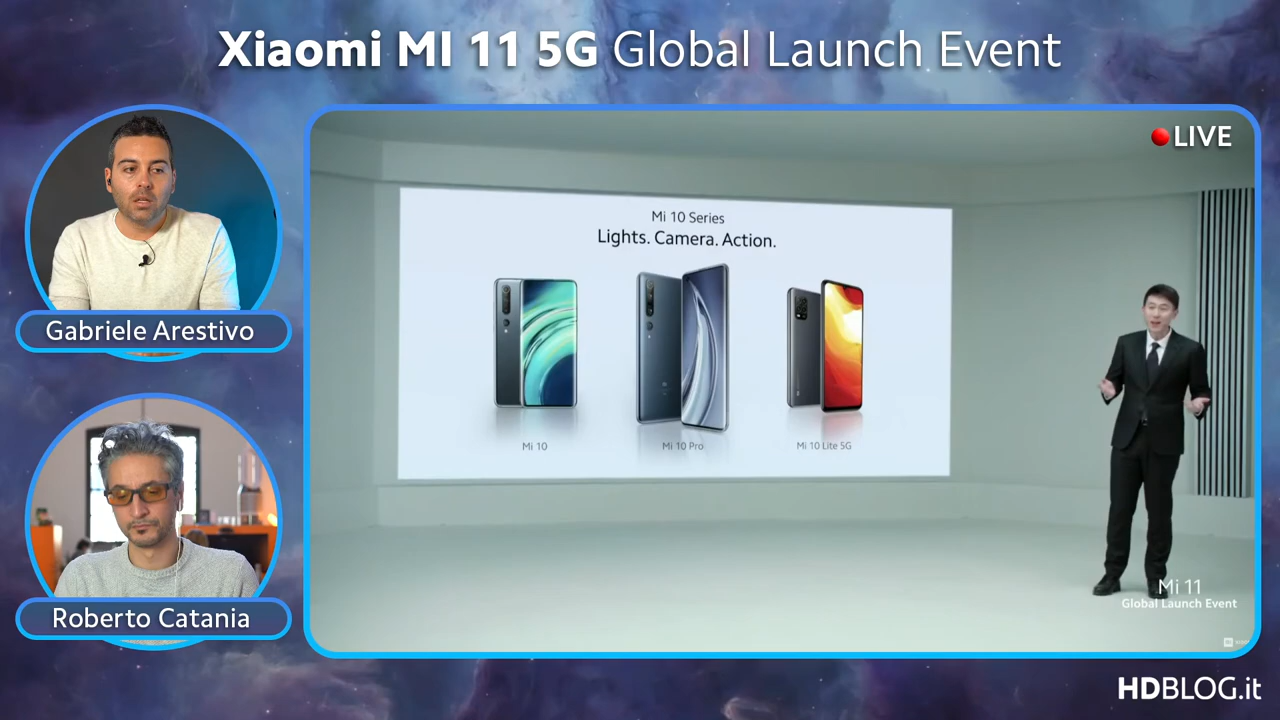 Xiaomi MI 11 5G Global Launch Event
LIVE
Mi 10 Series
Lights. Camera. Action.
Mi 10
Mi 10 Pro
Mi 10 Lite 5G
Gabriele Arestivo
Roberto Catania
Mi 11
Global Launch Event
HDBLOG.it